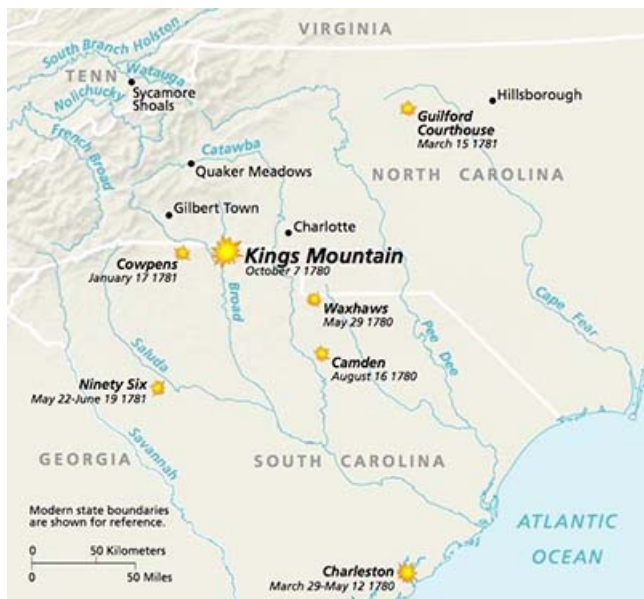 VIRGINIA
South Branch Holston
TENN
Watauga
Sycamore
Shoals
Nolichucky
French Broad
Hillsborough
Guilford
Courthouse
March 15 1781
Catawba
Quaker Meadows
NORTH CAROLINA
Gilbert Town
Charlotte
Kings Mountain
October 7 1780
Cowpens
January 17 1781
Broad
Waxhaws
May 29 1780
Cape Fear
Pee Dee
Camden
August 16 1780
Saluda
Ninety Six
May 22-June 19 1781
Savannah
GEORGIA
SOUTH CAROLINA
Modern state boundaries
are shown for reference.
ATLANTIC
OCEAN
0 50 Kilometers
0 50 Miles
Charleston
March 29-May 12 1780